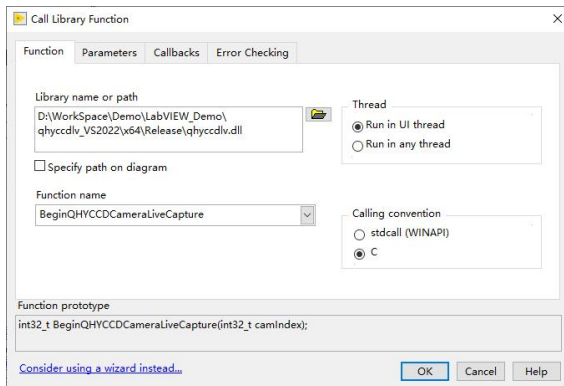 Call Library Function
Function
Parameters
Callbacks
Error Checking
Library name or path
D:\WorkSpace\Demo\LabVIEW_Demo\
qhyccdlv_VS2022\x64\Release\qhyccdlv.dll
Specify path on diagram
Function name
BeginQHYCCDCameraLiveCapture
Thread
Run in UI thread
Run in any thread
Calling convention
stdcall (WINAPI)
C
Function prototype
int32_t BeginQHYCCDCameraLiveCapture(int32_t camIndex);
Consider using a wizard instead...
OK
Cancel
Help